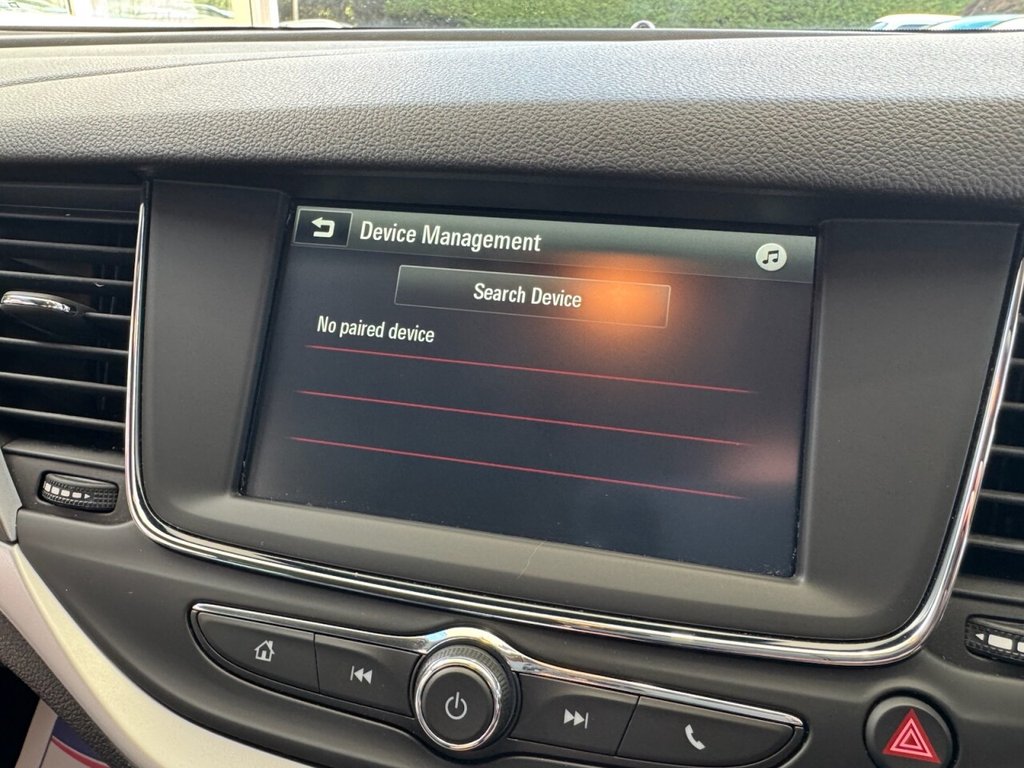 Device Management
Search Device
No paired device